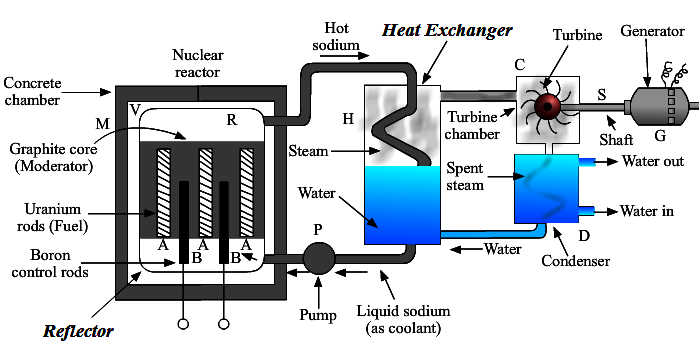 Hot
sodium
Heat Exchanger
Turbine
Generator
Nuclear
reactor
Concrete
chamber
V
R
M
H
C
S
G
Turbine
chamber
Shaft
Graphite core
(Moderator)
Steam
Spent
steam
Water out
Uranium
rods (Fuel)
Water
Water in
A
A
A
B
B
P
D
Boron
control rods
Water
Condenser
Reflector
Pump
Liquid sodium
(as coolant)